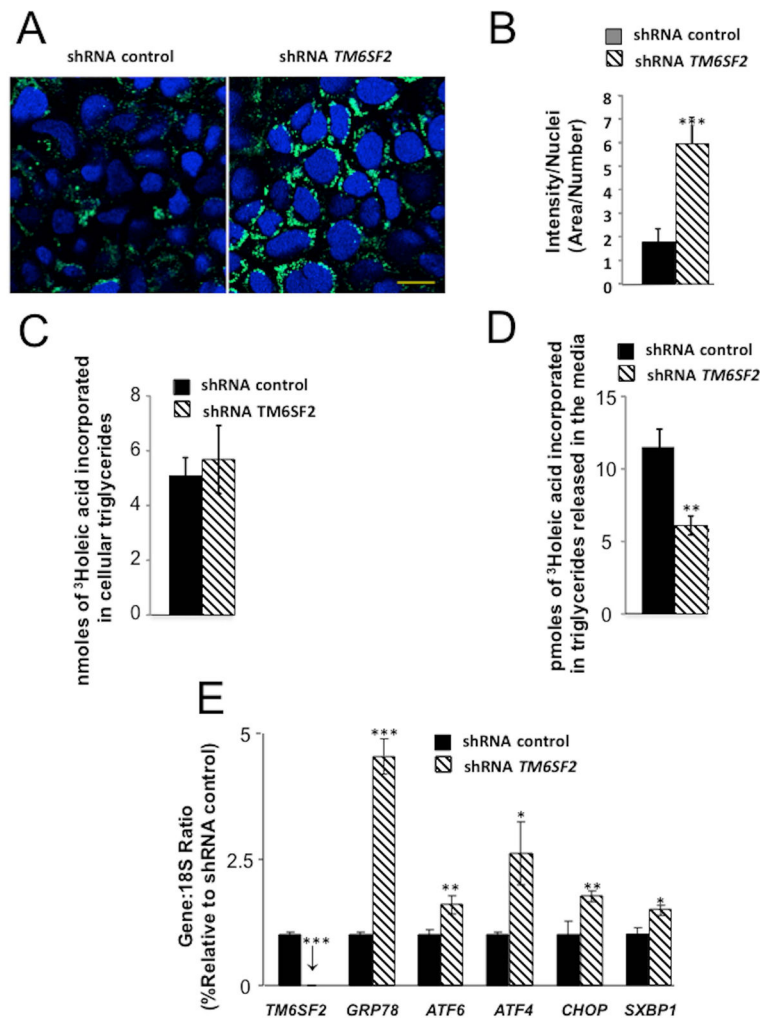 A
shRNA control
shRNA TM6SF2
B
shRNA control
shRNA TM6SF2
Intensity/Nuclei
(Area/Number)
8
7
6
5
4
3
2
1
0
***
C
nmoles of ³Holeic acid incorporated
in cellular triglycerides
shRNA control
shRNA TM6SF2
8
6
4
2
0
D
pmoles of ³Holeic acid incorporated
in triglycerides released in the media
shRNA control
shRNA TM6SF2
15
10
5
0
**
E
Gene:18S Ratio
(%Relative to shRNA control)
shRNA control
shRNA TM6SF2
5
2.5
0
***
***
**
*
**
*
TM6SF2 GRP78 ATF6 ATF4 CHOP SXBP1